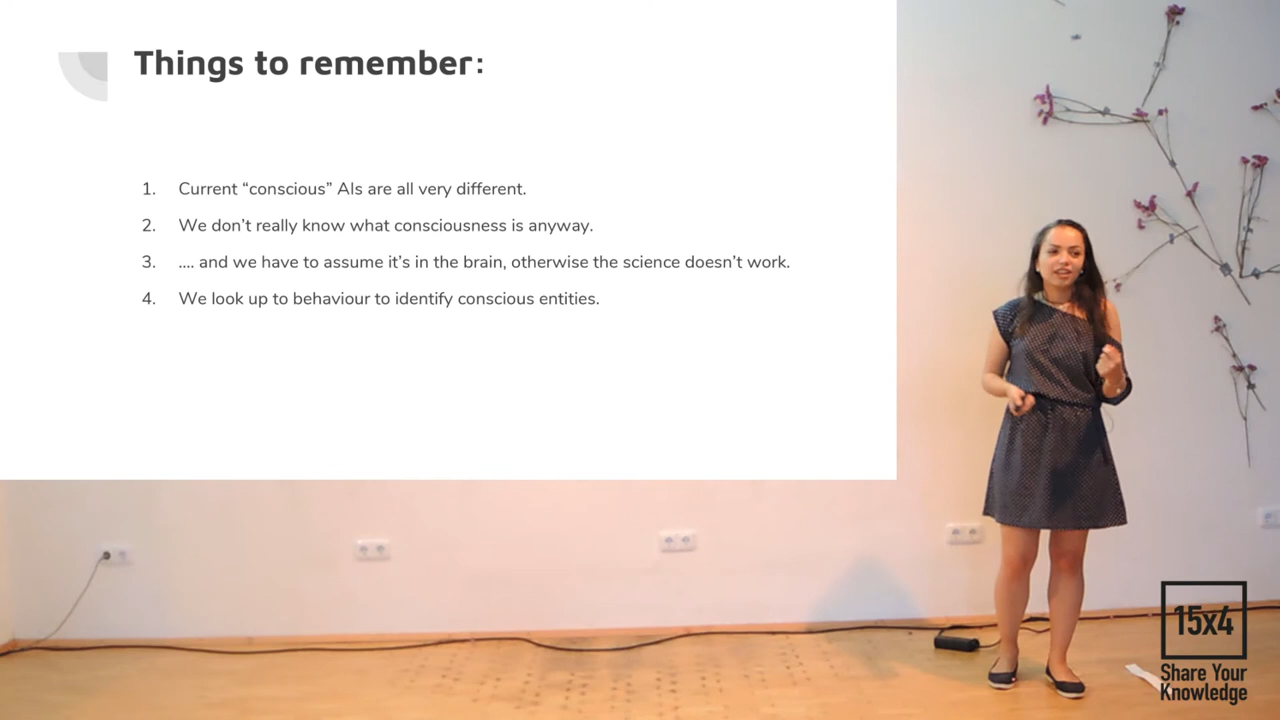 Things to remember:
1. Current “conscious” AIs are all very different.
2. We don’t really know what consciousness is anyway.
3. .... and we have to assume it’s in the brain, otherwise the science doesn’t work.
4. We look up to behaviour to identify conscious entities.
15x4
Share Your
Knowledge